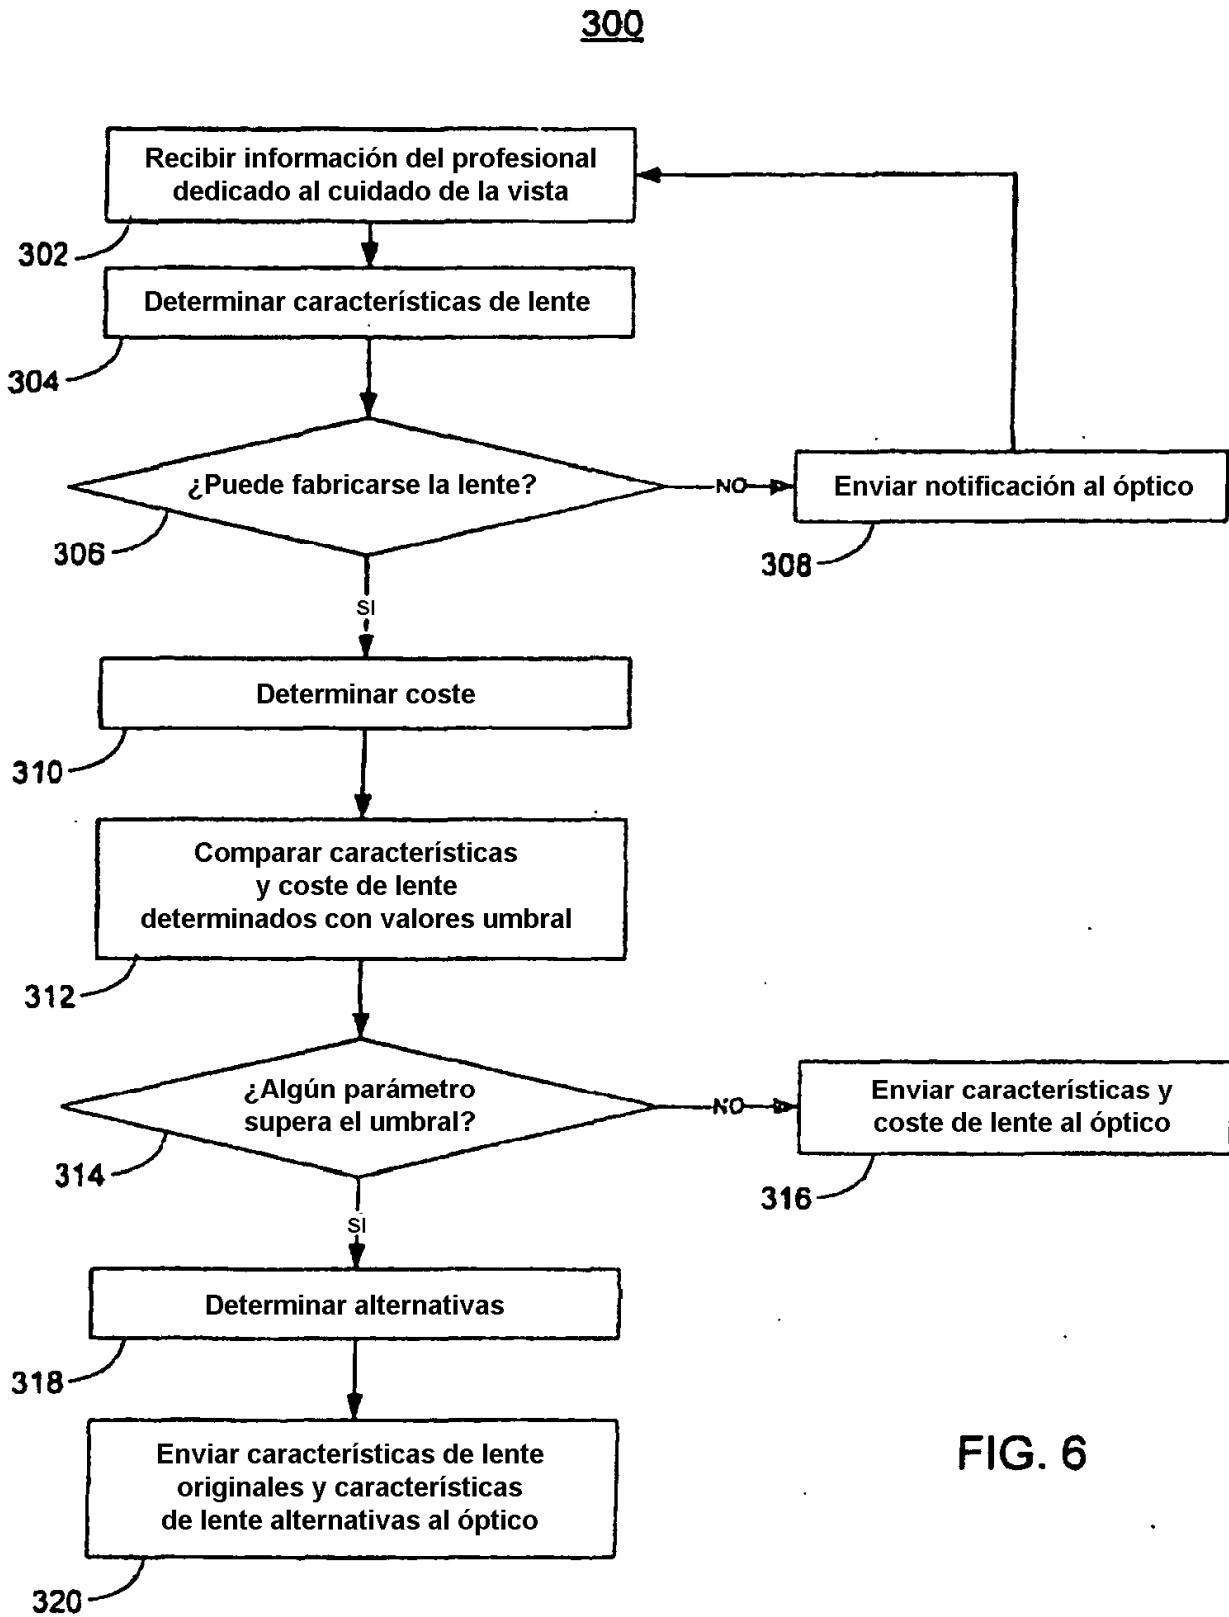 300
Recibir información del profesional
dedicado al cuidado de la vista
302
Determinar características de lente
304
¿Puede fabricarse la lente?
NO
Enviar notificación al óptico
306
308
SI
Determinar coste
310
Comparar características
y coste de lente
determinados con valores umbral
312
¿Algún parámetro
supera el umbral?
NO
Enviar características y
coste de lente al óptico
314
316
SI
Determinar alternativas
318
Enviar características de lente
originales y características
de lente alternativas al óptico
320
FIG. 6